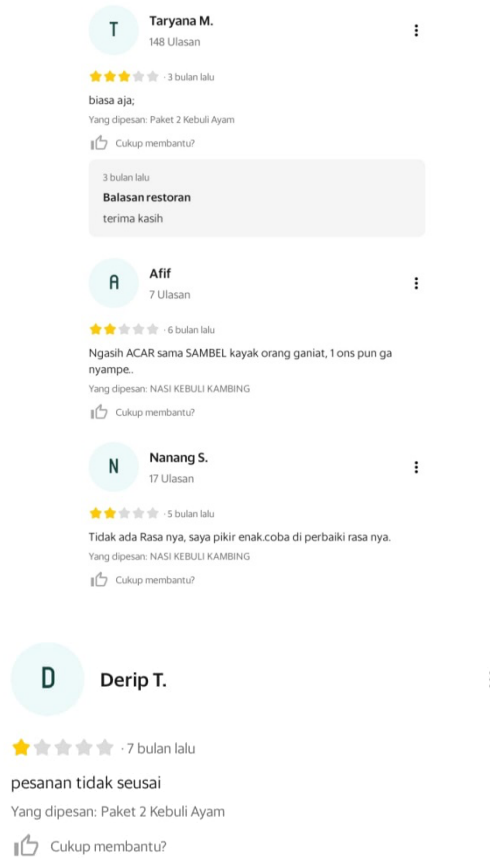 T
Taryana M.
148 Ulasan
· 3 bulan lalu
biasa aja;
Yang dipesan: Paket 2 Kebuli Ayam
Cukup membantu?
3 bulan lalu
Balasan restoran
terima kasih
A
Afif
7 Ulasan
· 6 bulan lalu
Ngasih ACAR sama SAMBEL kayak orang ganiat, 1 ons pun ga
nyampe..
Yang dipesan: NASI KEBULI KAMBING
Cukup membantu?
N
Nanang S.
17 Ulasan
· 5 bulan lalu
Tidak ada Rasa nya, saya pikir enak.coba di perbaiki rasa nya.
Yang dipesan: NASI KEBULI KAMBING
Cukup membantu?
D
Derip T.
· 7 bulan lalu
pesanan tidak seusai
Yang dipesan: Paket 2 Kebuli Ayam
Cukup membantu?